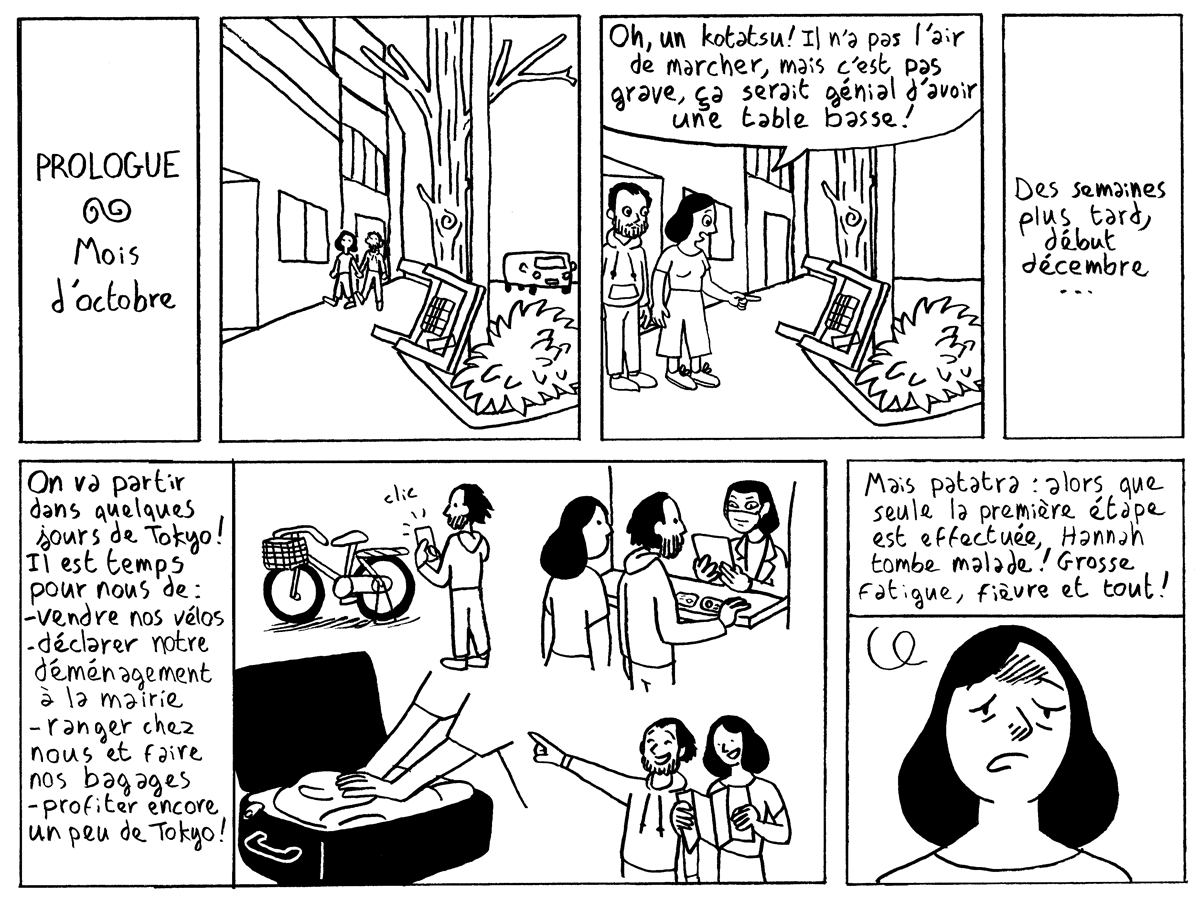 PROLOGUE
Mois
d'octobre
Oh, un kotatsu! Il n'a pas l'air
de marcher, mais c'est pas
grave, ça serait génial d'avoir
une table basse!
Des semaines
plus tard,
début
décembre
...
On va partir
dans quelques
jours de Tokyo!
Il est temps
pour nous de:
-vendre nos vélos
-déclarer notre
déménagement
à la mairie
-ranger chez
nous et faire
nos bagages
-profiter encore
un peu de Tokyo!
clic
Mais patatra: alors que
seule la première étape
est effectuée, Hannah
tombe malade! Grosse
fatigue, fièvre et tout!